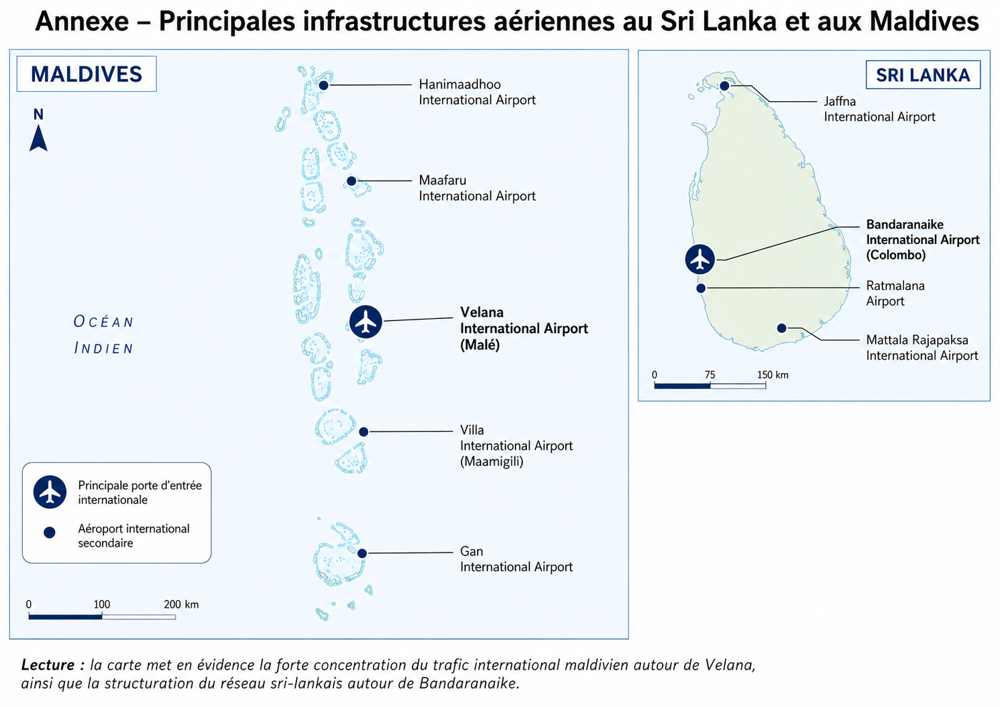 Annexe – Principales infrastructures aériennes au Sri Lanka et aux Maldives
MALDIVES
N
Hanimaadhoo
International Airport
Maafaru
International Airport
Velana
International Airport
(Malé)
OCÉAN
INDIEN
Villa
International Airport
(Maamigili)
Gan
International Airport
Principale porte d'entrée
internationale
Aéroport international
secondaire
0 100 200 km
SRI LANKA
Jaffna
International Airport
Bandaranaike
International Airport
(Colombo)
Ratmalana
Airport
Mattala Rajapaksa
International Airport
0 75 150 km
Lecture : la carte met en évidence la forte concentration du trafic international maldivien autour de Velana,
ainsi que la structuration du réseau sri-lankais autour de Bandaranaike.